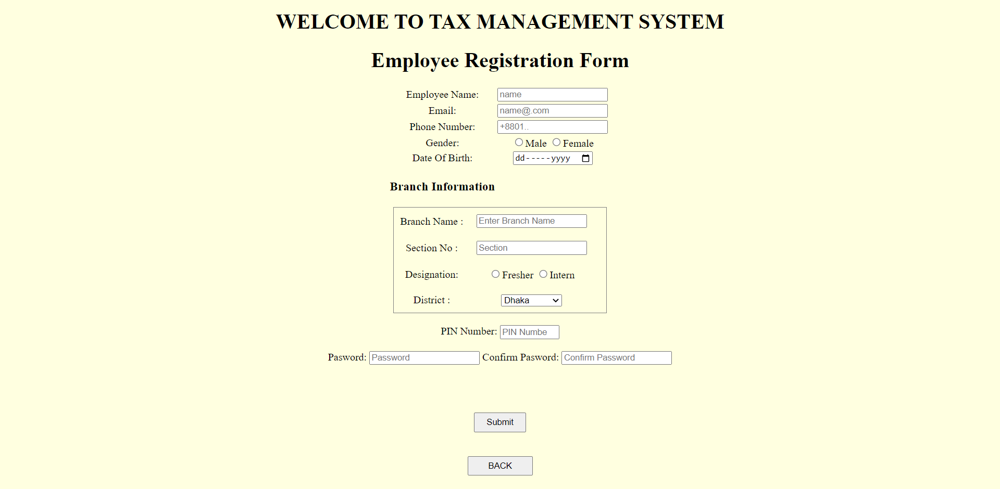 WELCOME TO TAX MANAGEMENT SYSTEM
Employee Registration Form
Employee Name: name
Email: name@.com
Phone Number: +8801..
Gender: Male Female
Date Of Birth: dd-----yyyy
Branch Information
Branch Name : Enter Branch Name
Section No : Section
Designation: Fresher Intern
District : Dhaka
PIN Number: PIN Numbe
Pasword: Password Confirm Pasword: Confirm Password
Submit
BACK